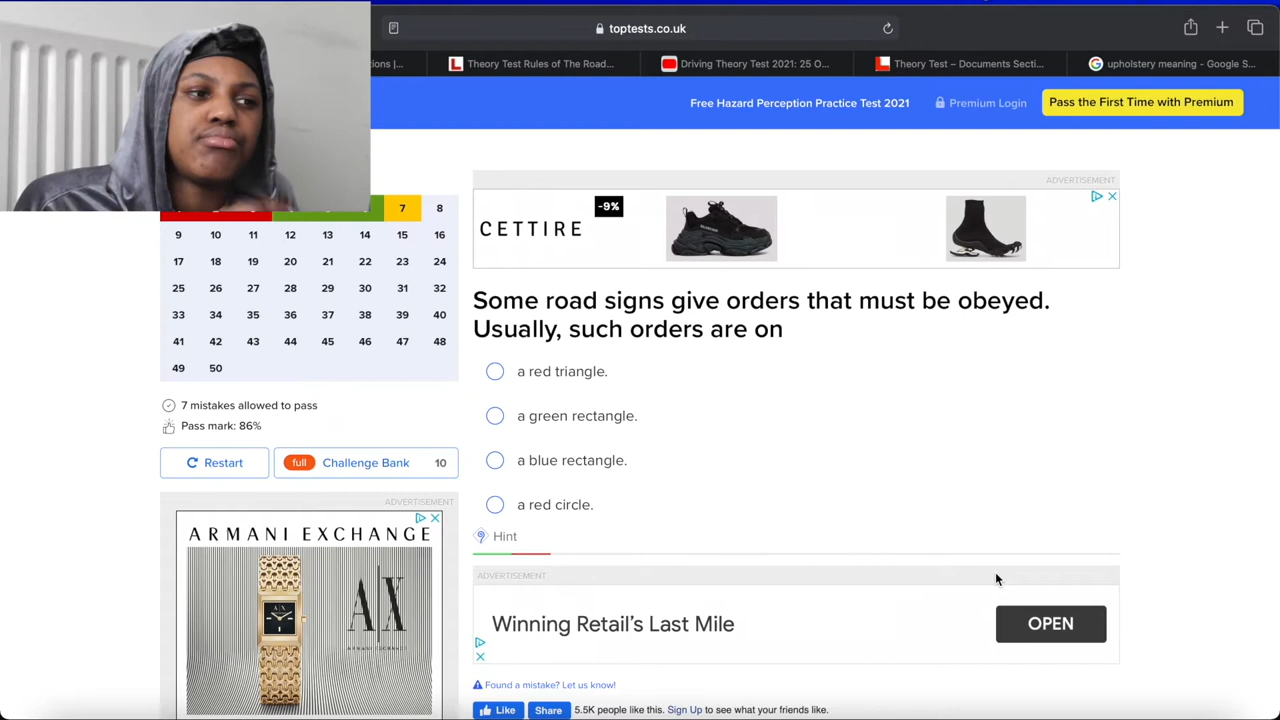 toptests.co.uk
tions |...
Theory Test Rules of The Road...
Driving Theory Test 2021: 25 O...
Theory Test – Documents Secti...
upholstery meaning - Google S...
Free Hazard Perception Practice Test 2021
Premium Login
Pass the First Time with Premium
ADVERTISEMENT
CETTIRE
-9%
7 8
9 10 11 12 13 14 15 16
17 18 19 20 21 22 23 24
25 26 27 28 29 30 31 32
33 34 35 36 37 38 39 40
41 42 43 44 45 46 47 48
49 50
7 mistakes allowed to pass
Pass mark: 86%
Restart
full Challenge Bank 10
ADVERTISEMENT
ARMANI EXCHANGE
A|X
ARMANI EXCHANGE
Some road signs give orders that must be obeyed.
Usually, such orders are on
a red triangle.
a green rectangle.
a blue rectangle.
a red circle.
Hint
ADVERTISEMENT
Winning Retail's Last Mile
OPEN
Found a mistake? Let us know!
Like Share 5.5K people like this. Sign Up to see what your friends like.